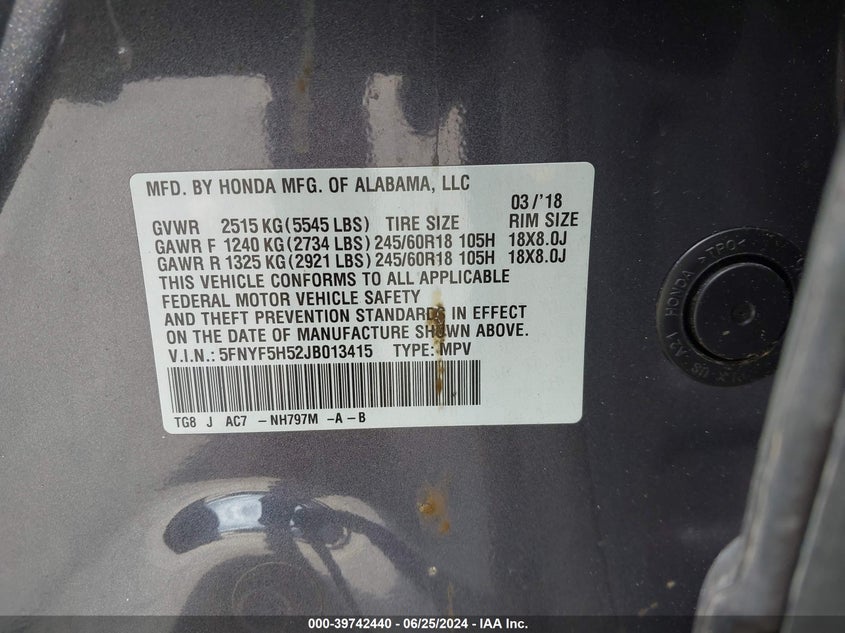 MFD. BY HONDA MFG. OF ALABAMA, LLC
03/'18
GVWR 2515 KG (5545 LBS) TIRE SIZE RIM SIZE
GAWR F 1240 KG (2734 LBS) 245/60R18 105H 18X8.0J
GAWR R 1325 KG (2921 LBS) 245/60R18 105H 18X8.0J
THIS VEHICLE CONFORMS TO ALL APPLICABLE
FEDERAL MOTOR VEHICLE SAFETY
AND THEFT PREVENTION STANDARDS IN EFFECT
ON THE DATE OF MANUFACTURE SHOWN ABOVE.
V.I.N.: 5FNYF5H52JB013415 TYPE: MPV
TG8 J AC7 -NH797M -A-B
HONDA >TPO<
000-39742440 - 06/25/2024 - IAA Inc.